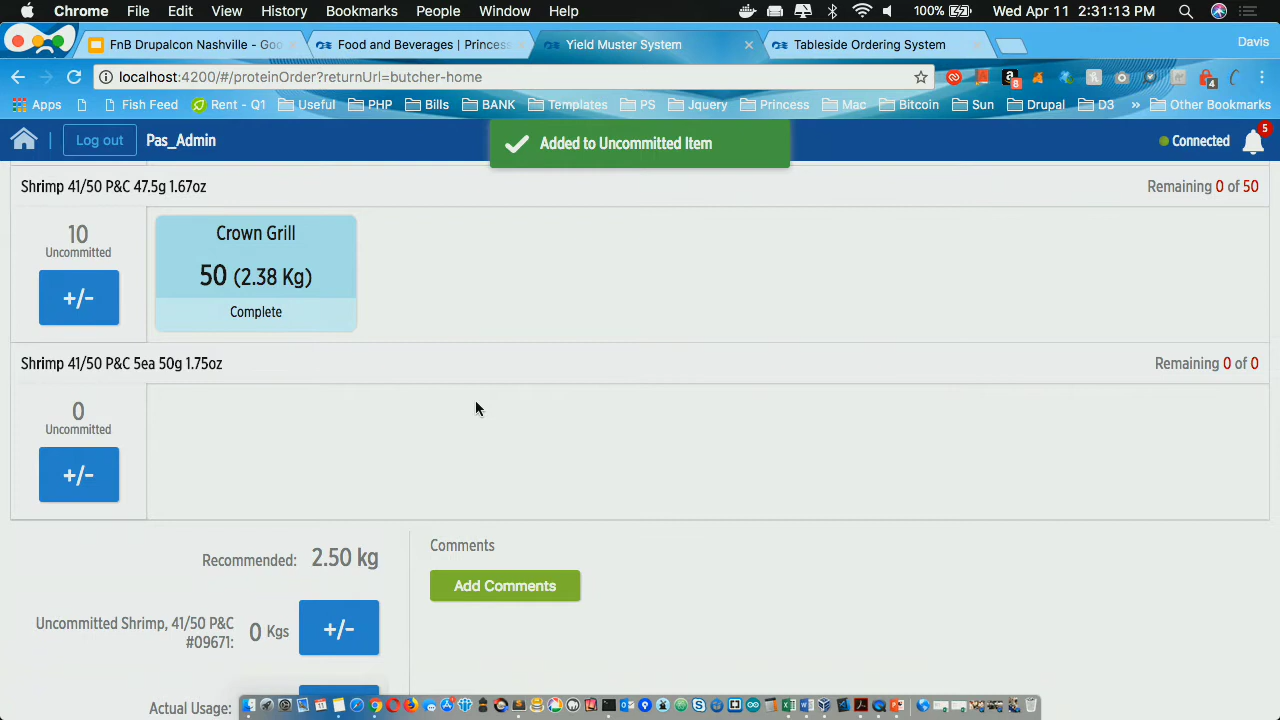 Chrome File Edit View History Bookmarks People Window Help 100% Wed Apr 11 2:31:13 PM
FnB Drupalcon Nashville - Goo Food and Beverages | Princess Yield Muster System Tableside Ordering System Davis
localhost:4200/#/proteinOrder?returnUrl=butcher-home
Apps Fish Feed Rent - Q1 Useful PHP Bills BANK Templates PS Jquery Princess Mac Bitcoin Sun Drupal D3 » Other Bookmarks
Log out Pas_Admin Added to Uncommitted Item Connected 5
Shrimp 41/50 P&C 47.5g 1.67oz Remaining 0 of 50
10
Uncommitted
+/-
Crown Grill
50 (2.38 Kg)
Complete
Shrimp 41/50 P&C 5ea 50g 1.75oz Remaining 0 of 0
0
Uncommitted
+/-
Recommended: 2.50 kg
Uncommitted Shrimp, 41/50 P&C
#09671: 0 Kgs +/-
Actual Usage:
Comments
Add Comments